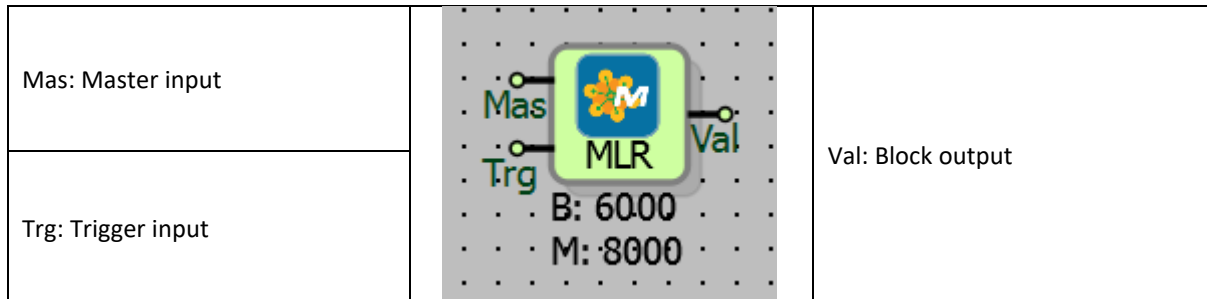 Mas: Master input
Trg: Trigger input
Mas
Trg
M
MLR
Val
B: 6000
M: 8000
Val: Block output